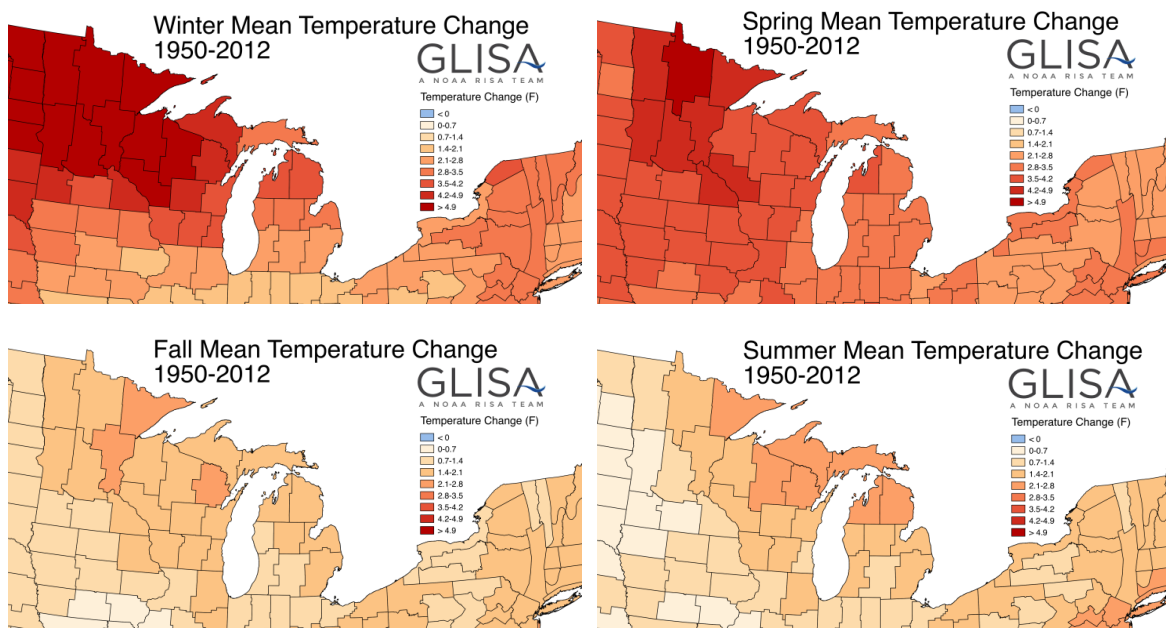 Winter Mean Temperature Change
1950-2012
GLISA
A NOAA RISA TEAM
Temperature Change (F)
< 0
0-0.7
0.7-1.4
1.4-2.1
2.1-2.8
2.8-3.5
3.5-4.2
4.2-4.9
> 4.9
Spring Mean Temperature Change
1950-2012
GLISA
A NOAA RISA TEAM
Temperature Change (F)
< 0
0-0.7
0.7-1.4
1.4-2.1
2.1-2.8
2.8-3.5
3.5-4.2
4.2-4.9
> 4.9
Fall Mean Temperature Change
1950-2012
GLISA
A NOAA RISA TEAM
Temperature Change (F)
< 0
0-0.7
0.7-1.4
1.4-2.1
2.1-2.8
2.8-3.5
3.5-4.2
4.2-4.9
> 4.9
Summer Mean Temperature Change
1950-2012
GLISA
A NOAA RISA TEAM
Temperature Change (F)
< 0
0-0.7
0.7-1.4
1.4-2.1
2.1-2.8
2.8-3.5
3.5-4.2
4.2-4.9
> 4.9